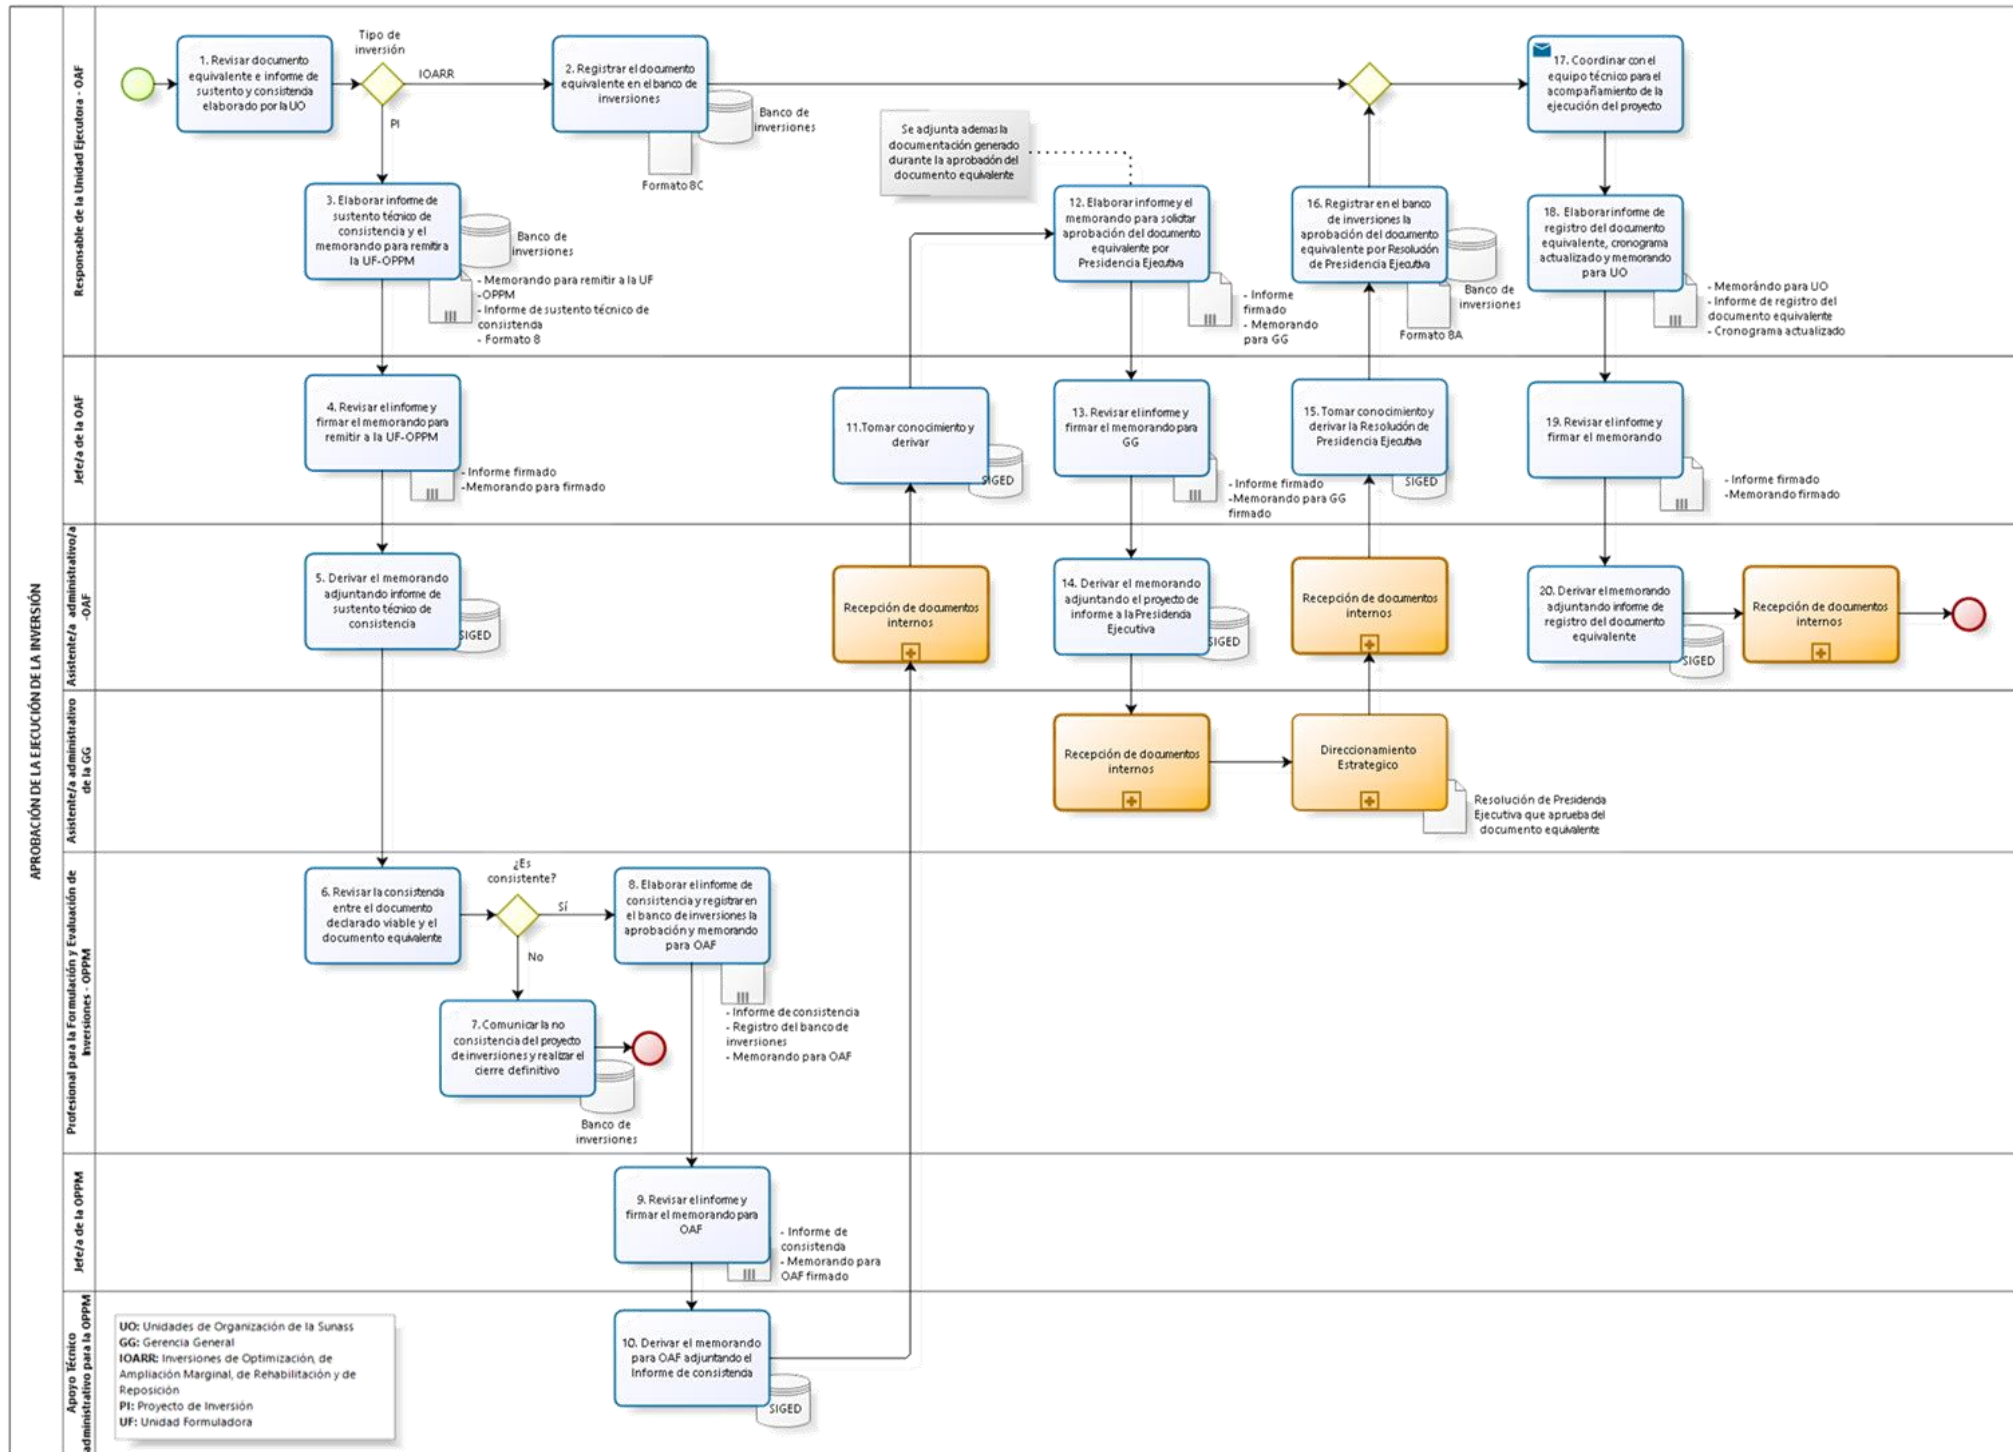 APROBACIÓN DE LA EJECUCIÓN DE LA INVERSIÓN
Responsable de la Unidad Ejecutora - OAF
1. Revisar documento
equivalente e informe de
sustento y consistencia
elaborado por la UO
Tipo de
inversión
IOARR
PI
2. Registrar el documento
equivalente en el banco de
inversiones
Banco de
inversiones
Formato 8C
3. Elaborar informe de
sustento técnico de
consistencia y el
memorando para remitir a
la UF-OPPM
Banco de
inversiones
- Memorando para remitir a la UF
-OPPM
- Informe de sustento técnico de
consistencia
- Formato 8
Se adjunta ademas la
documentación generado
durante la aprobación del
documento equivalente
12. Elaborar informe y el
memorando para solicitar
aprobación del documento
equivalente por
Presidencia Ejecutiva
- Informe
firmado
- Memorando
para GG
16. Registrar en el banco
de inversiones la
aprobación del documento
equivalente por Resolución
de Presidencia Ejecutiva
Banco de
inversiones
Formato 8A
17. Coordinar con el
equipo técnico para el
acompañamiento de la
ejecución del proyecto
18. Elaborar informe de
registro del documento
equivalente, cronograma
actualizado y memorando
para UO
- Memorándo para UO
- Informe de registro del
documento equivalente
- Cronograma actualizado
Jefe/a de la OAF
4. Revisar el informe y
firmar el memorando para
remitir a la UF-OPPM
- Informe firmado
-Memorando para firmado
11.Tomar conocimiento y
derivar
SIGED
13. Revisar el informe y
firmar el memorando para
GG
- Informe firmado
-Memorando para GG
firmado
15. Tomar conocimiento y
derivar la Resolución de
Presidencia Ejecutiva
SIGED
19. Revisar el informe y
firmar el memorando
- Informe firmado
-Memorando firmado
Asistente/a administrativo/a
-OAF
5. Derivar el memorando
adjuntando informe de
sustento técnico de
consistencia
SIGED
Recepción de documentos
internos
14. Derivar el memorando
adjuntando el proyecto de
informe a la Presidencia
Ejecutiva
SIGED
Recepción de documentos
internos
20. Derivar el memorando
adjuntando informe de
registro del documento
equivalente
SIGED
Recepción de documentos
internos
Asistente/a administrativo
de la GG
Recepción de documentos
internos
Direccionamiento
Estrategico
Resolución de Presidencia
Ejecutiva que aprueba del
documento equivalente
Profesional para la Formulación y Evaluación de
Inversiones - OPPM
6. Revisar la consistencia
entre el documento
declarado viable y el
documento equivalente
¿Es
consistente?
Sí
No
7. Comunicar la no
consistencia del proyecto
de inversiones y realizar el
cierre definitivo
Banco de
inversiones
8. Elaborar el informe de
consistencia y registrar en
el banco de inversiones la
aprobación y memorando
para OAF
- Informe de consistencia
- Registro del banco de
inversiones
- Memorando para OAF
Jefe/a de la OPPM
9. Revisar el informe y
firmar el memorando para
OAF
- Informe de
consistencia
- Memorando para
OAF firmado
Apoyo Técnico
administrativo para la OPPM
10. Derivar el memorando
para OAF adjuntando el
Informe de consistencia
SIGED
UO: Unidades de Organización de la Sunass
GG: Gerencia General
IOARR: Inversiones de Optimización, de
Ampliación Marginal, de Rehabilitación y de
Reposición
PI: Proyecto de Inversión
UF: Unidad Formuladora